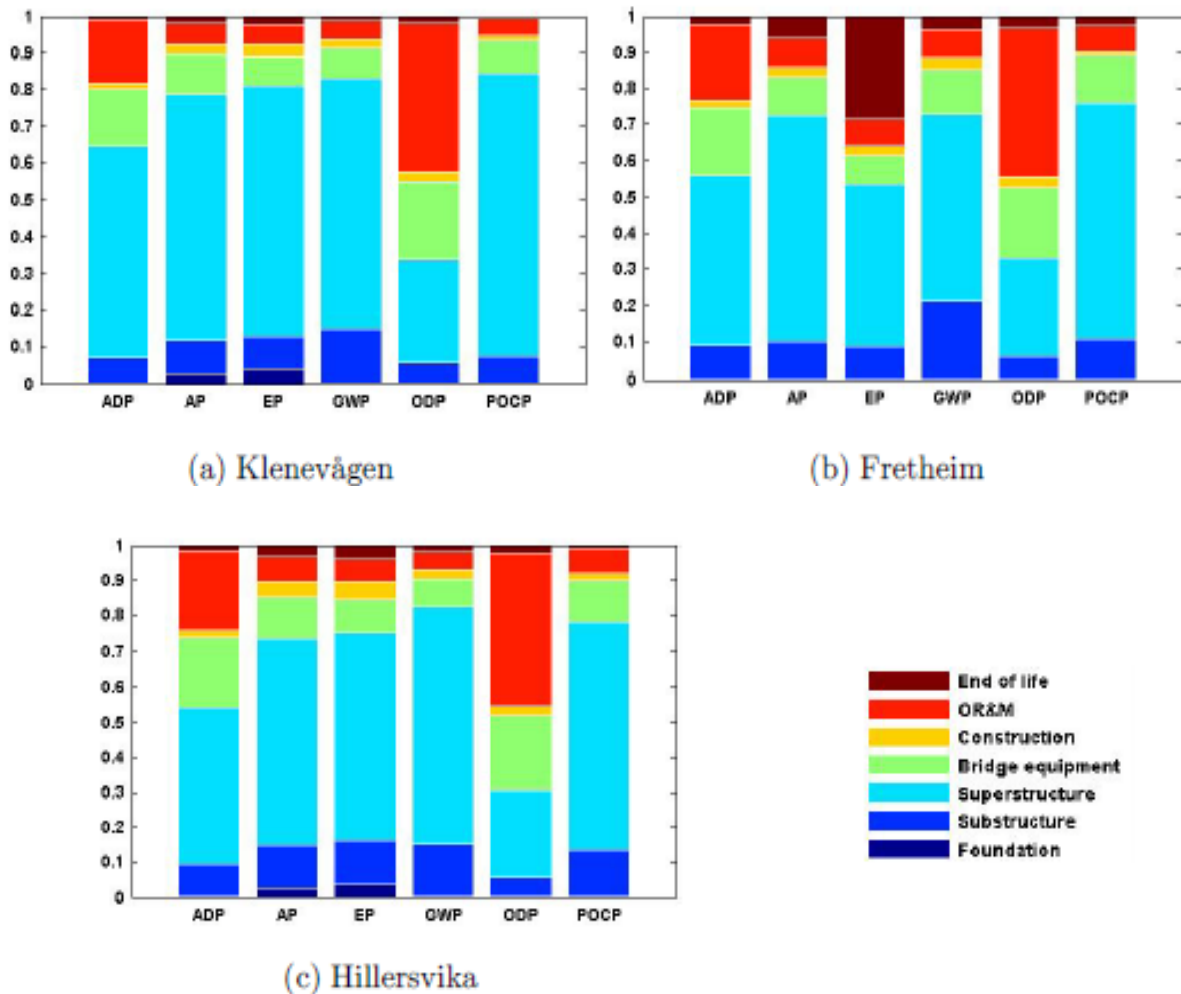 1
0.9
0.8
0.7
0.6
0.5
0.4
0.3
0.2
0.1
0
ADP AP EP GWP ODP POCP
(a) Klenevågen
1
0.9
0.8
0.7
0.6
0.5
0.4
0.3
0.2
0.1
0
ADP AP EP GWP ODP POCP
(b) Fretheim
1
0.9
0.8
0.7
0.6
0.5
0.4
0.3
0.2
0.1
0
ADP AP EP GWP ODP POCP
(c) Hillersvika
End of life
OR&M
Construction
Bridge equipment
Superstructure
Substructure
Foundation